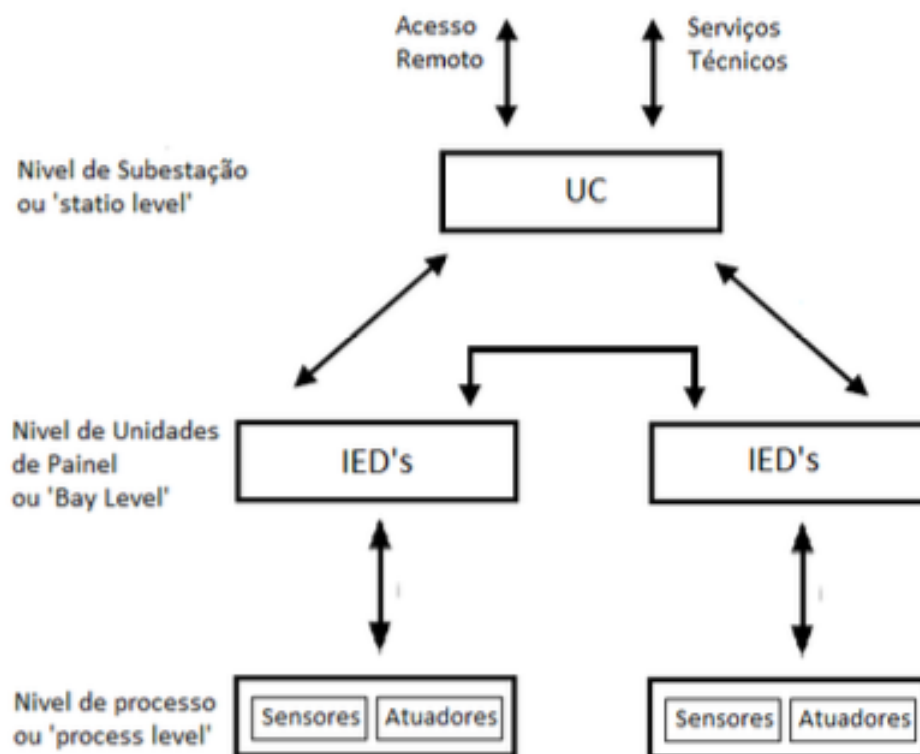 Acesso
Remoto
Serviços
Técnicos
Nivel de Subestação
ou 'statio level'
UC
Nivel de Unidades
de Painel
ou 'Bay Level'
IED's
IED's
Nivel de processo
ou 'process level'
Sensores
Atuadores
Sensores
Atuadores